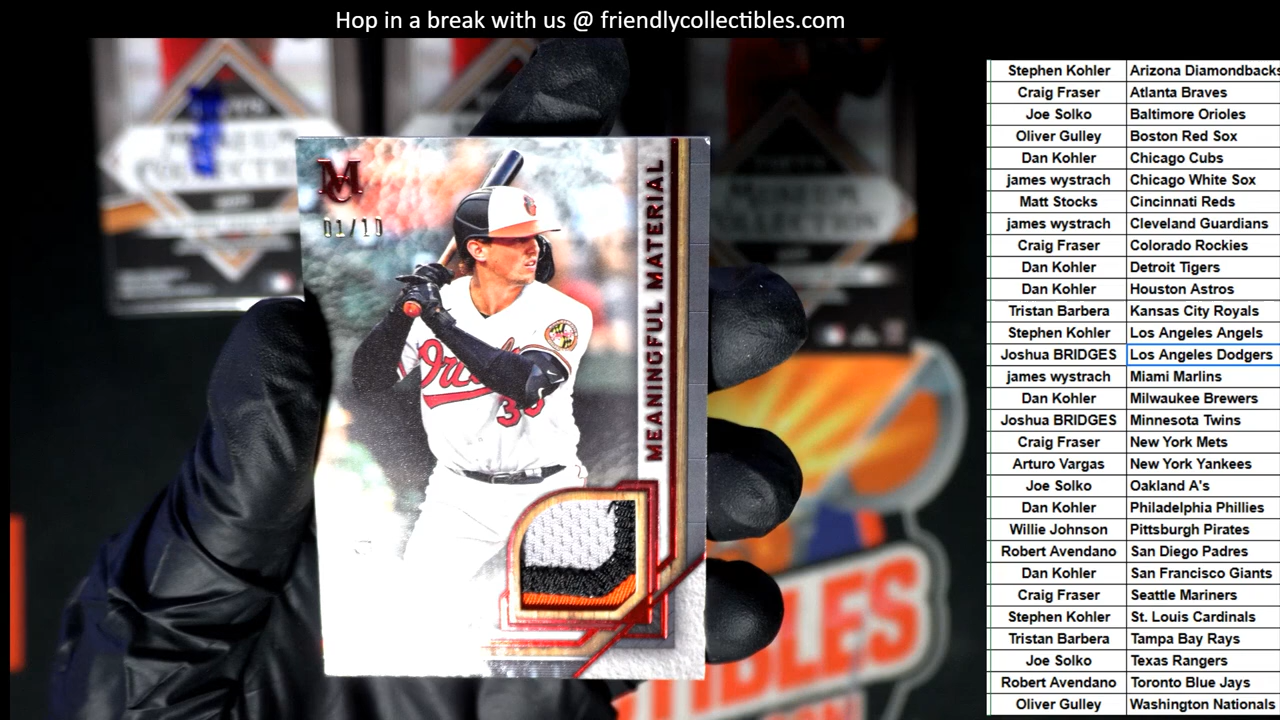 Hop in a break with us @ friendlycollectibles.com
M
01/10
MEANINGFUL MATERIAL
Stephen Kohler Arizona Diamondbacks
Craig Fraser Atlanta Braves
Joe Solko Baltimore Orioles
Oliver Gulley Boston Red Sox
Dan Kohler Chicago Cubs
james wystrach Chicago White Sox
Matt Stocks Cincinnati Reds
james wystrach Cleveland Guardians
Craig Fraser Colorado Rockies
Dan Kohler Detroit Tigers
Dan Kohler Houston Astros
Tristan Barbera Kansas City Royals
Stephen Kohler Los Angeles Angels
Joshua BRIDGES Los Angeles Dodgers
james wystrach Miami Marlins
Dan Kohler Milwaukee Brewers
Joshua BRIDGES Minnesota Twins
Craig Fraser New York Mets
Arturo Vargas New York Yankees
Joe Solko Oakland A's
Dan Kohler Philadelphia Phillies
Willie Johnson Pittsburgh Pirates
Robert Avendano San Diego Padres
Dan Kohler San Francisco Giants
Craig Fraser Seattle Mariners
Stephen Kohler St. Louis Cardinals
Tristan Barbera Tampa Bay Rays
Joe Solko Texas Rangers
Robert Avendano Toronto Blue Jays
Oliver Gulley Washington Nationals